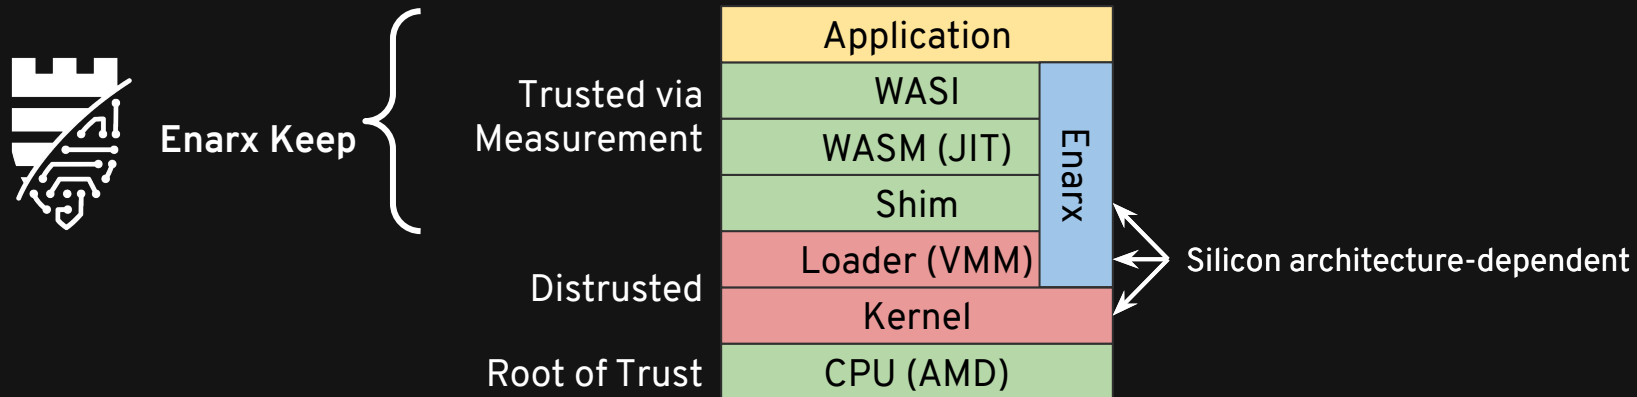 Application
Trusted via
Measurement
WASI
Enarx Keep
WASM (JIT)
Enarx
Shim
Loader (VMM)
Silicon architecture-dependent
Distrusted
Kernel
Root of Trust
CPU (AMD)